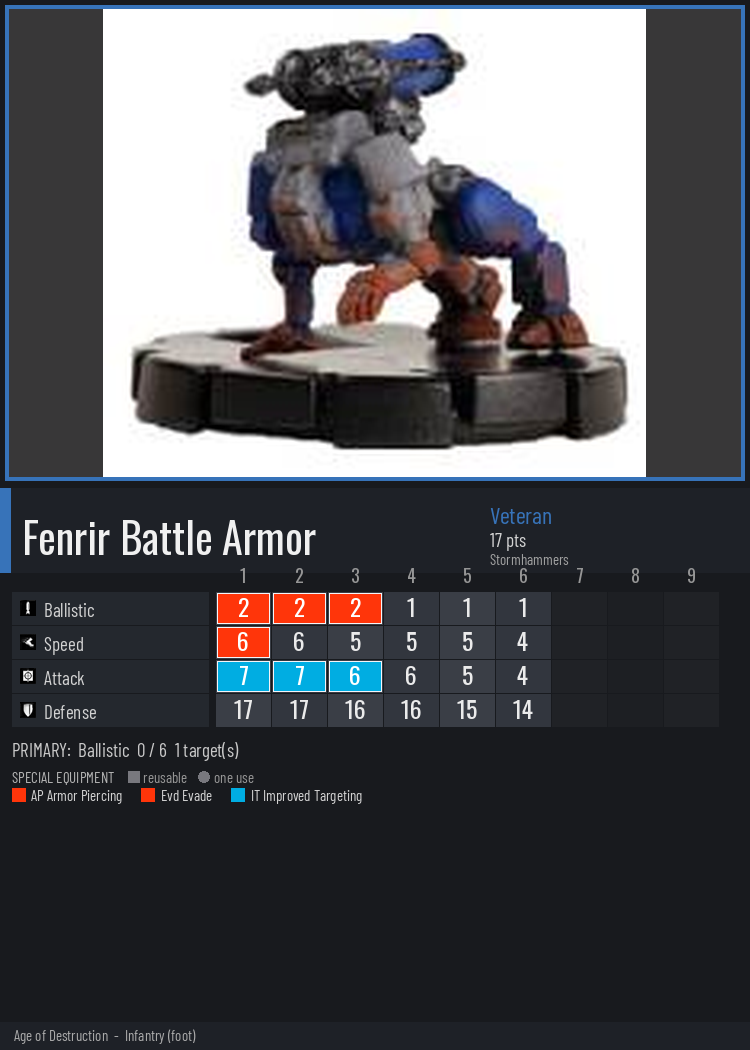 Fenrir Battle Armor
Veteran
17 pts
Stormhammers
1 2 3 4 5 6 7 8 9
Ballistic 2 2 2 1 1 1
Speed 6 6 5 5 5 4
Attack 7 7 6 6 5 4
Defense 17 17 16 16 15 14
PRIMARY: Ballistic 0 / 6 1 target(s)
SPECIAL EQUIPMENT reusable one use
AP Armor Piercing Evd Evade IT Improved Targeting
Age of Destruction - Infantry (foot)